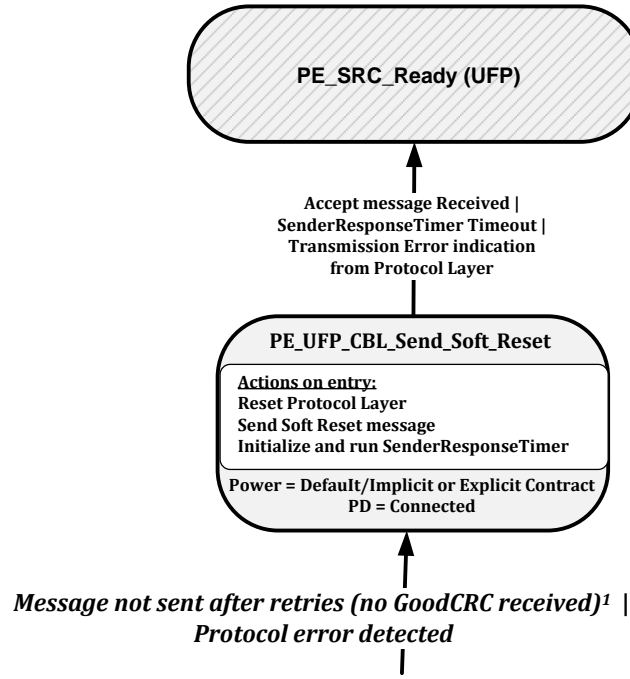 PE_SRC_Ready (UFP)
Accept message Received |
SenderResponseTimer Timeout |
Transmission Error indication
from Protocol Layer
PE_UFP_CBL_Send_Soft_Reset
Actions on entry:
Reset Protocol Layer
Send Soft Reset message
Initialize and run SenderResponseTimer
Power = Default/Implicit or Explicit Contract
PD = Connected
Message not sent after retries (no GoodCRC received)¹ |
Protocol error detected